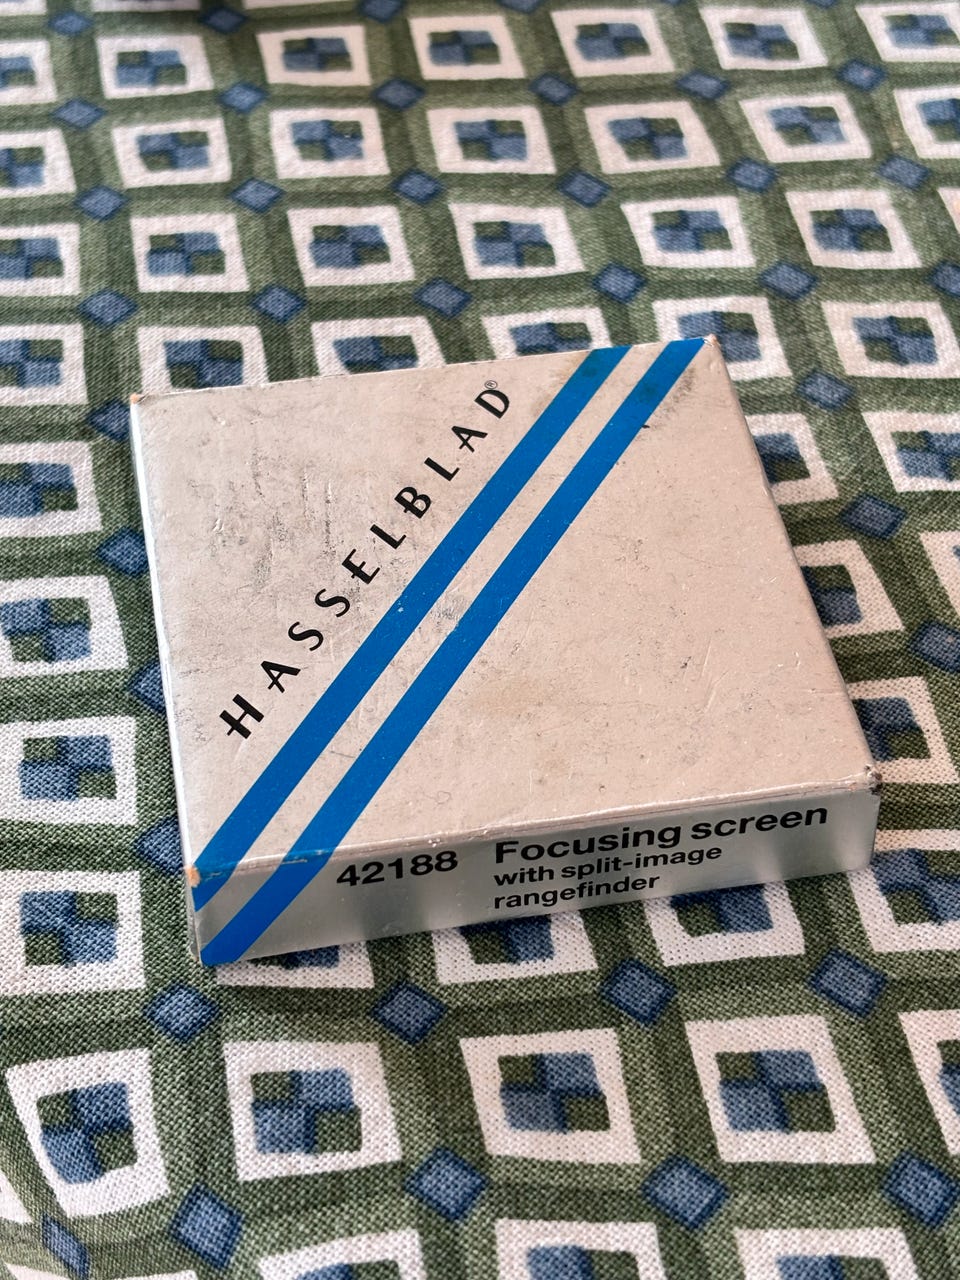 HASSELBLAD®
42188
Focusing screen
with split-image
rangefinder